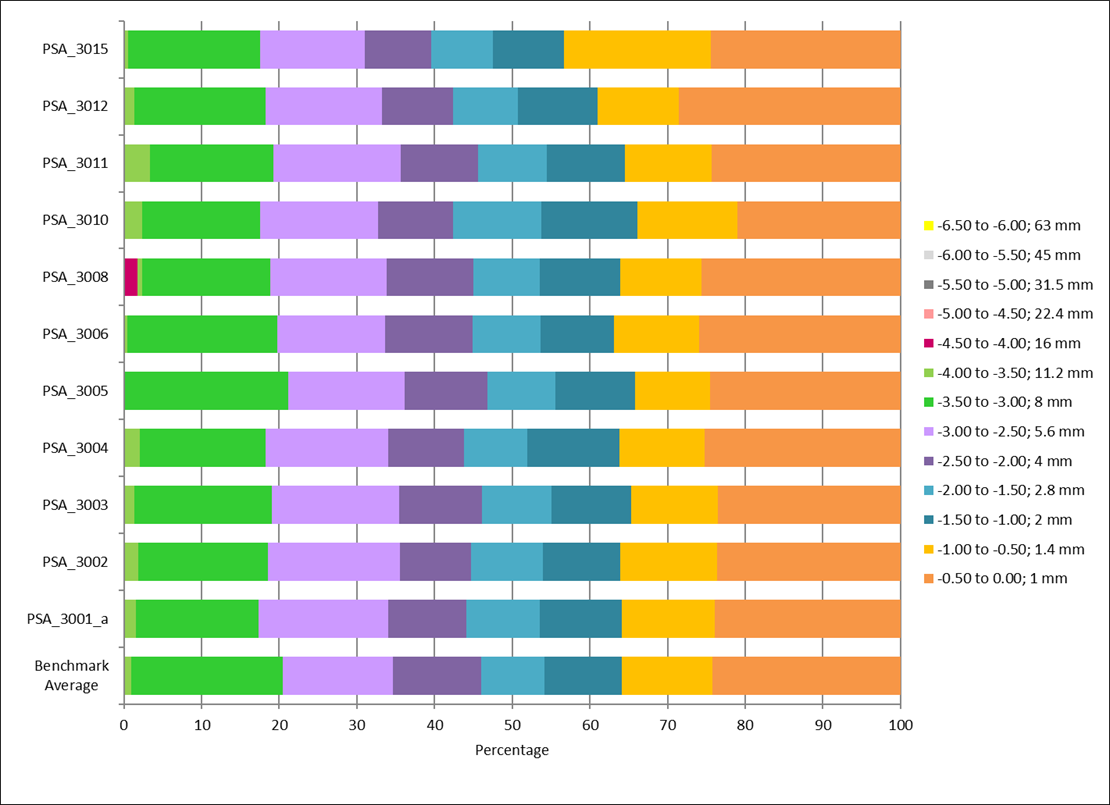 PSA_3015
PSA_3012
PSA_3011
PSA_3010
PSA_3008
PSA_3006
PSA_3005
PSA_3004
PSA_3003
PSA_3002
PSA_3001_a
Benchmark
Average
0 10 20 30 40 50 60 70 80 90 100
Percentage
-6.50 to -6.00; 63 mm
-6.00 to -5.50; 45 mm
-5.50 to -5.00; 31.5 mm
-5.00 to -4.50; 22.4 mm
-4.50 to -4.00; 16 mm
-4.00 to -3.50; 11.2 mm
-3.50 to -3.00; 8 mm
-3.00 to -2.50; 5.6 mm
-2.50 to -2.00; 4 mm
-2.00 to -1.50; 2.8 mm
-1.50 to -1.00; 2 mm
-1.00 to -0.50; 1.4 mm
-0.50 to 0.00; 1 mm